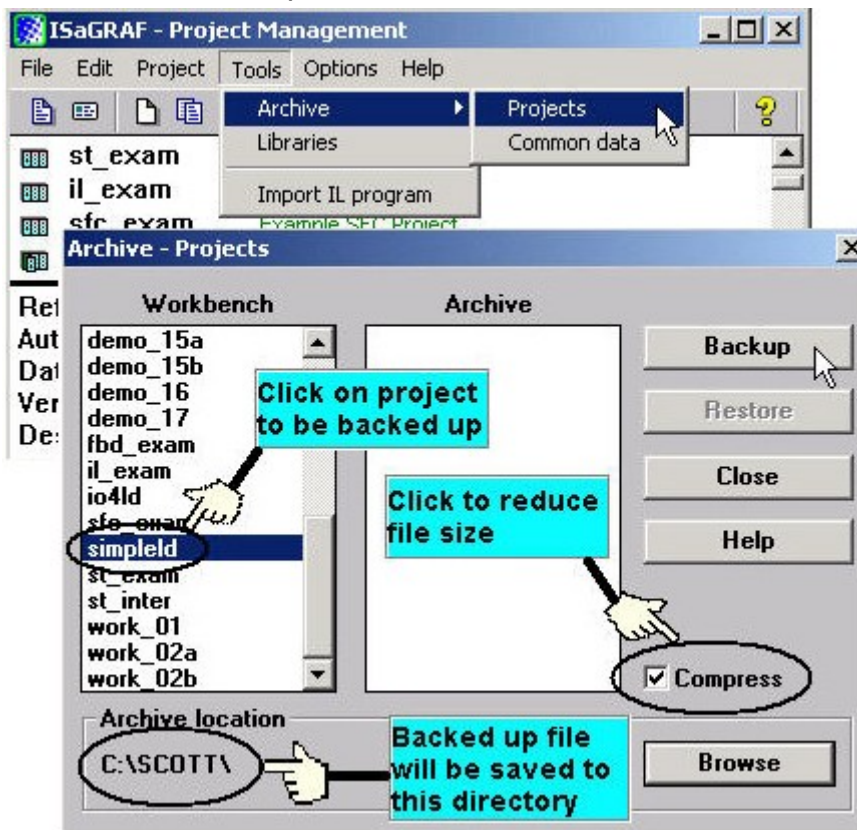 ISaGRAF - Project Management
File Edit Project Tools Options Help
Archive
Projects
Libraries
Common data
Import IL program
st_exam
il_exam
sfc_exam Example SFC Project
Archive - Projects
Workbench
Archive
demo_15a
demo_15b
demo_16
demo_17
fbd_exam
il_exam
io4ld
sfc_exam
simpleld
st_exam
st_inter
work_01
work_02a
work_02b
Click on project
to be backed up
Click to reduce
file size
Backup
Restore
Close
Help
Compress
Archive location
C:\SCOTT\
Backed up file
will be saved to
this directory
Browse